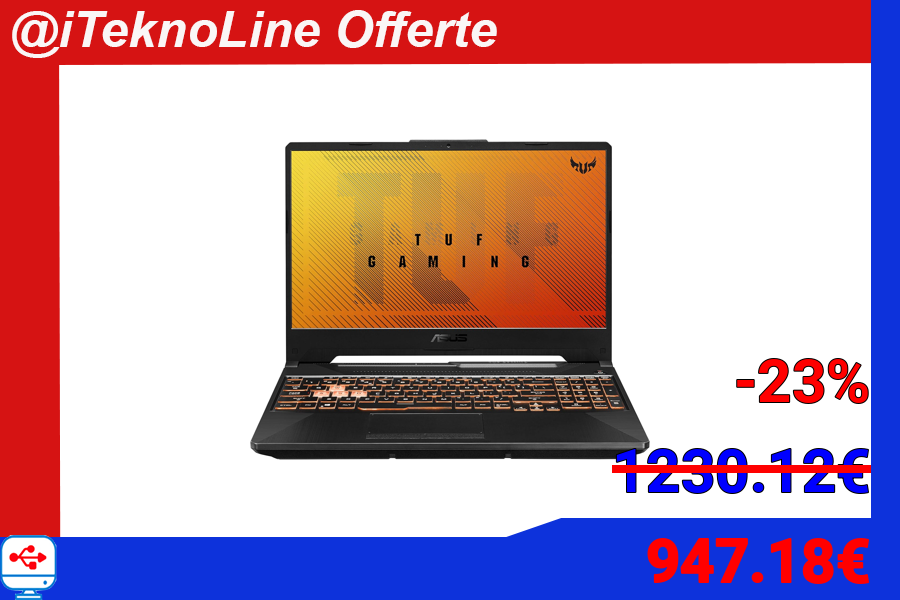 @iTeknoLine Offerte
TUF
GAMING
ASUS
-23%
1230.12€
947.18€